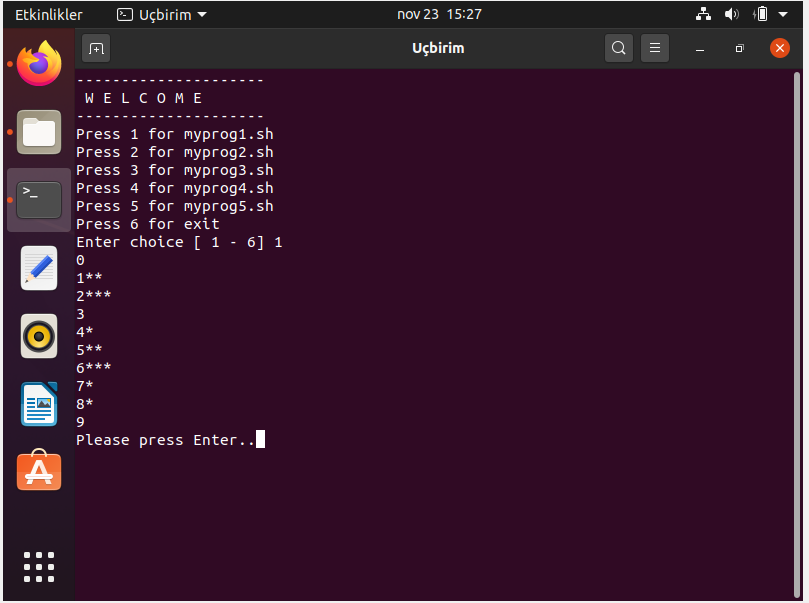 Etkinlikler
Uçbirim
nov 23 15:27
Uçbirim
---------------------
 W E L C O M E
---------------------
Press 1 for myprog1.sh
Press 2 for myprog2.sh
Press 3 for myprog3.sh
Press 4 for myprog4.sh
Press 5 for myprog5.sh
Press 6 for exit
Enter choice [ 1 - 6] 1
0
1**
2***
3
4*
5**
6***
7*
8*
9
Please press Enter..